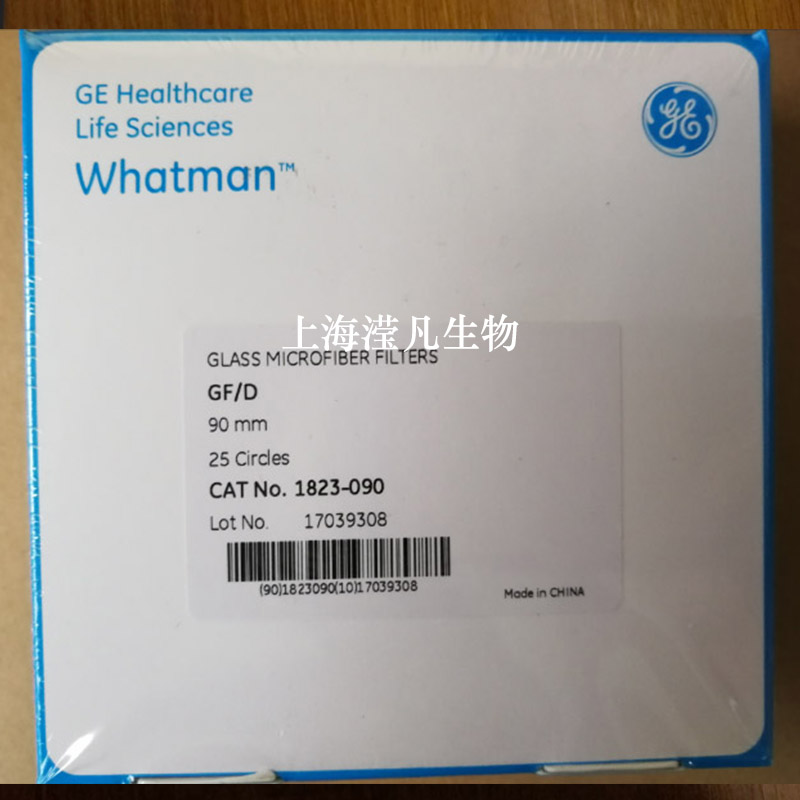 GE Healthcare
Life Sciences
Whatman™
GE
上海滢凡生物
GLASS MICROFIBER FILTERS
GF/D
90 mm
25 Circles
CAT No. 1823-090
Lot No. 17039308
(90)1823090(10)17039308
Made in CHINA